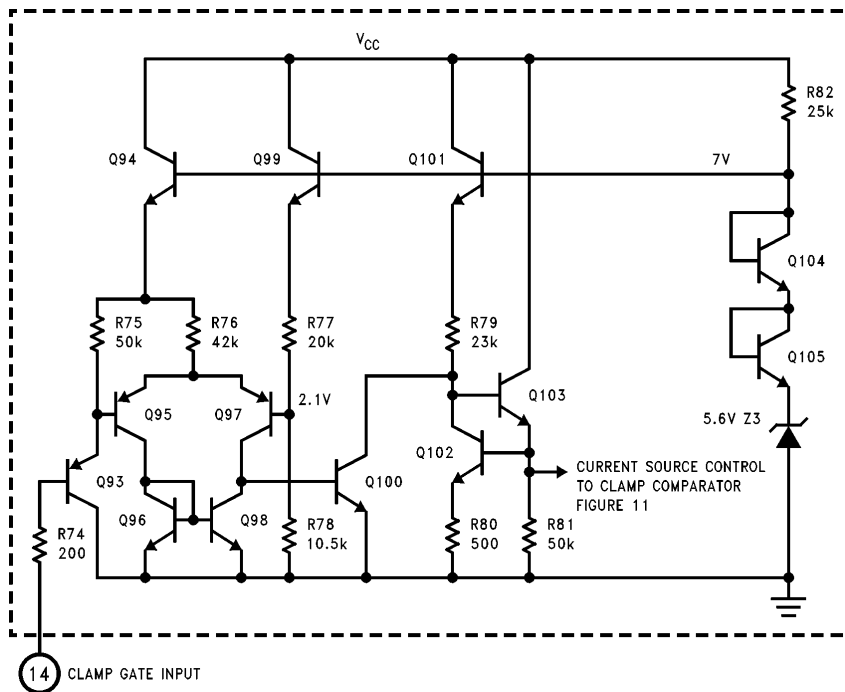 VCC
R82
25k
Q94
Q99
Q101
7V
Q104
R75
50k
R76
42k
R77
20k
R79
23k
Q105
Q95
Q97
2.1V
Q103
5.6V Z3
Q93
Q102
Q100
CURRENT SOURCE CONTROL
TO CLAMP COMPARATOR
FIGURE 11
Q96
Q98
R74
200
R78
10.5k
R80
500
R81
50k
14 CLAMP GATE INPUT